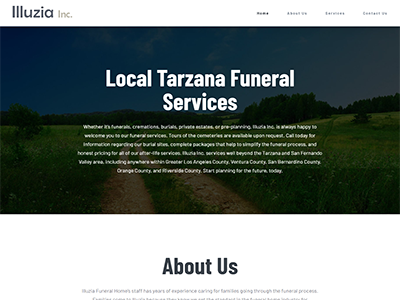 Illuzia Inc.
Home About Us Services Contact Us
Local Tarzana Funeral
Services
Whether it's funerals, cremations, burials, private estates, or pre-planning, Illuzia Inc. is always happy to
welcome you to our funeral services. Tours of the cemeteries are available upon request. Call today for
information regarding our burial sites, complete packages that help to simplify the funeral process, and
honest pricing for all of our after-life services. Illuzia Inc. services well beyond the Tarzana and San Fernando
Valley area, including anywhere within Greater Los Angeles County, Ventura County, San Bernardino County,
Orange County, and Riverside County. Start planning for the future, today.
About Us
Illuzia Funeral Home's staff has years of experience caring for families going through the funeral process.